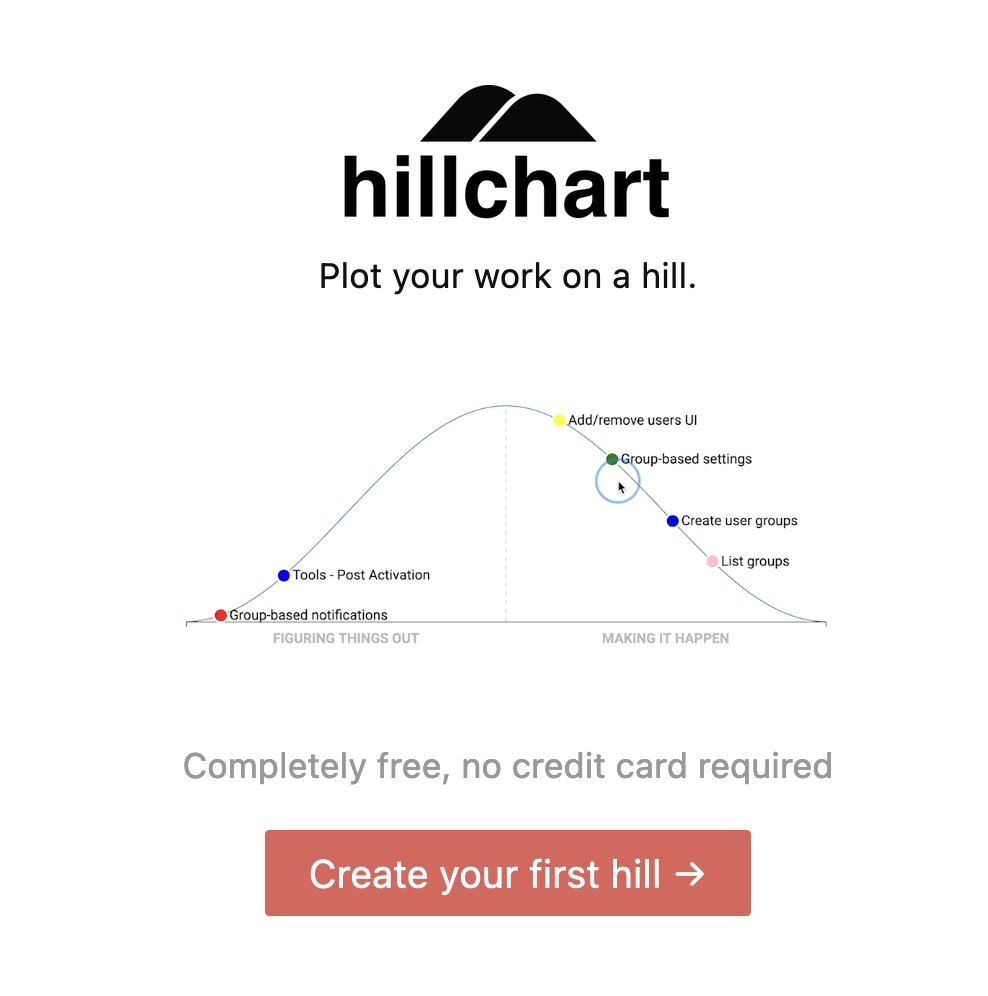 hillchart
Plot your work on a hill.
Add/remove users UI
Group-based settings
Create user groups
List groups
Tools - Post Activation
Group-based notifications
FIGURING THINGS OUT
MAKING IT HAPPEN
Completely free, no credit card required
Create your first hill →